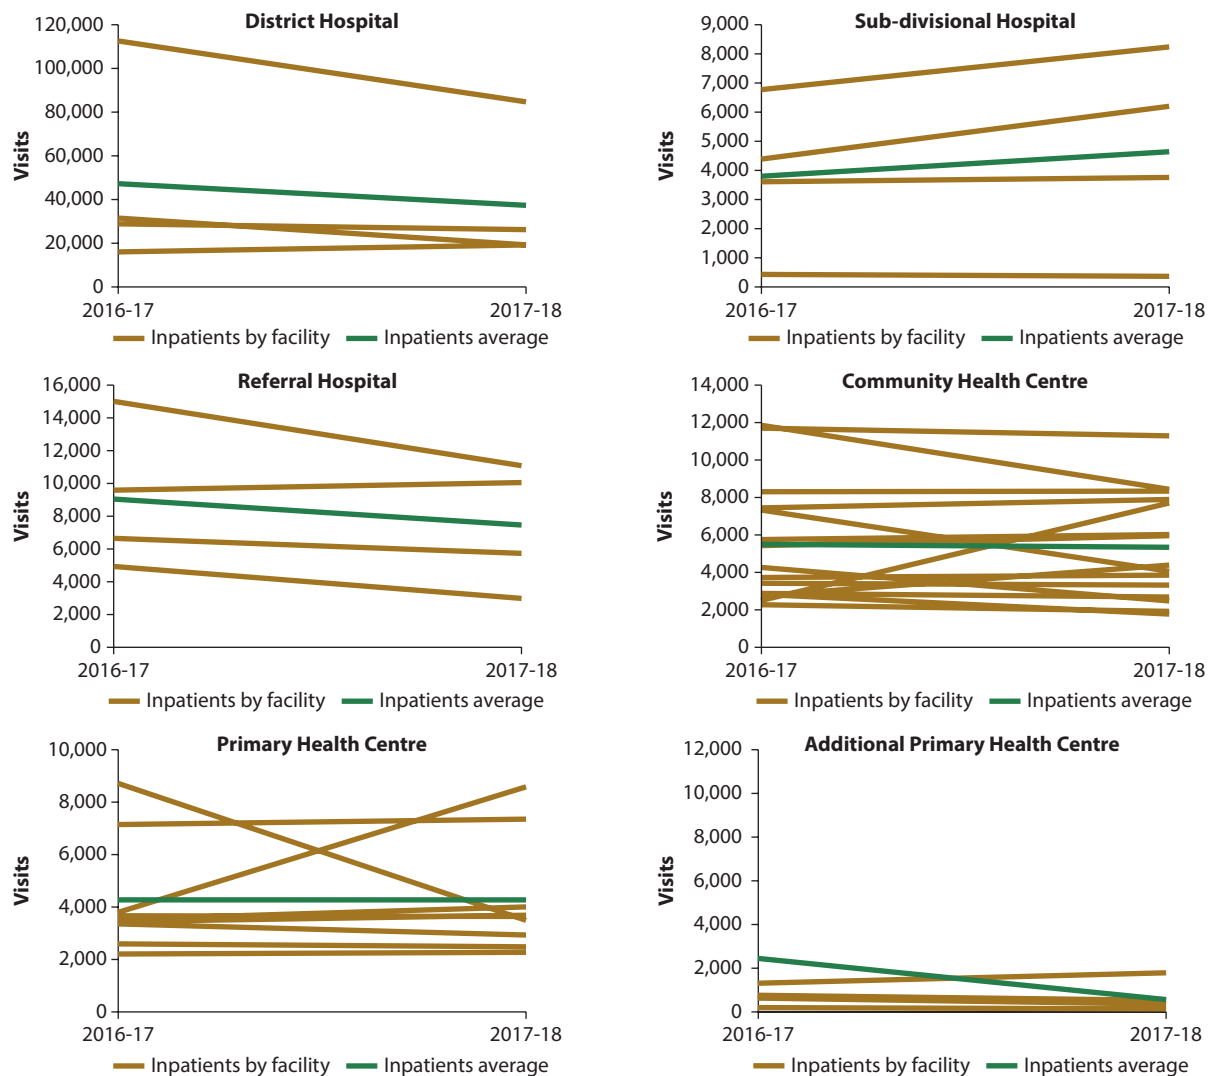 District Hospital
120,000
100,000
80,000
60,000
40,000
20,000
0
Visits
2016-17 2017-18
Inpatients by facility Inpatients average
Sub-divisional Hospital
9,000
8,000
7,000
6,000
5,000
4,000
3,000
2,000
1,000
0
Visits
2016-17 2017-18
Inpatients by facility Inpatients average
Referral Hospital
16,000
14,000
12,000
10,000
8,000
6,000
4,000
2,000
0
Visits
2016-17 2017-18
Inpatients by facility Inpatients average
Community Health Centre
14,000
12,000
10,000
8,000
6,000
4,000
2,000
0
Visits
2016-17 2017-18
Inpatients by facility Inpatients average
Primary Health Centre
10,000
8,000
6,000
4,000
2,000
0
Visits
2016-17 2017-18
Inpatients by facility Inpatients average
Additional Primary Health Centre
12,000
10,000
8,000
6,000
4,000
2,000
0
Visits
2016-17 2017-18
Inpatients by facility Inpatients average